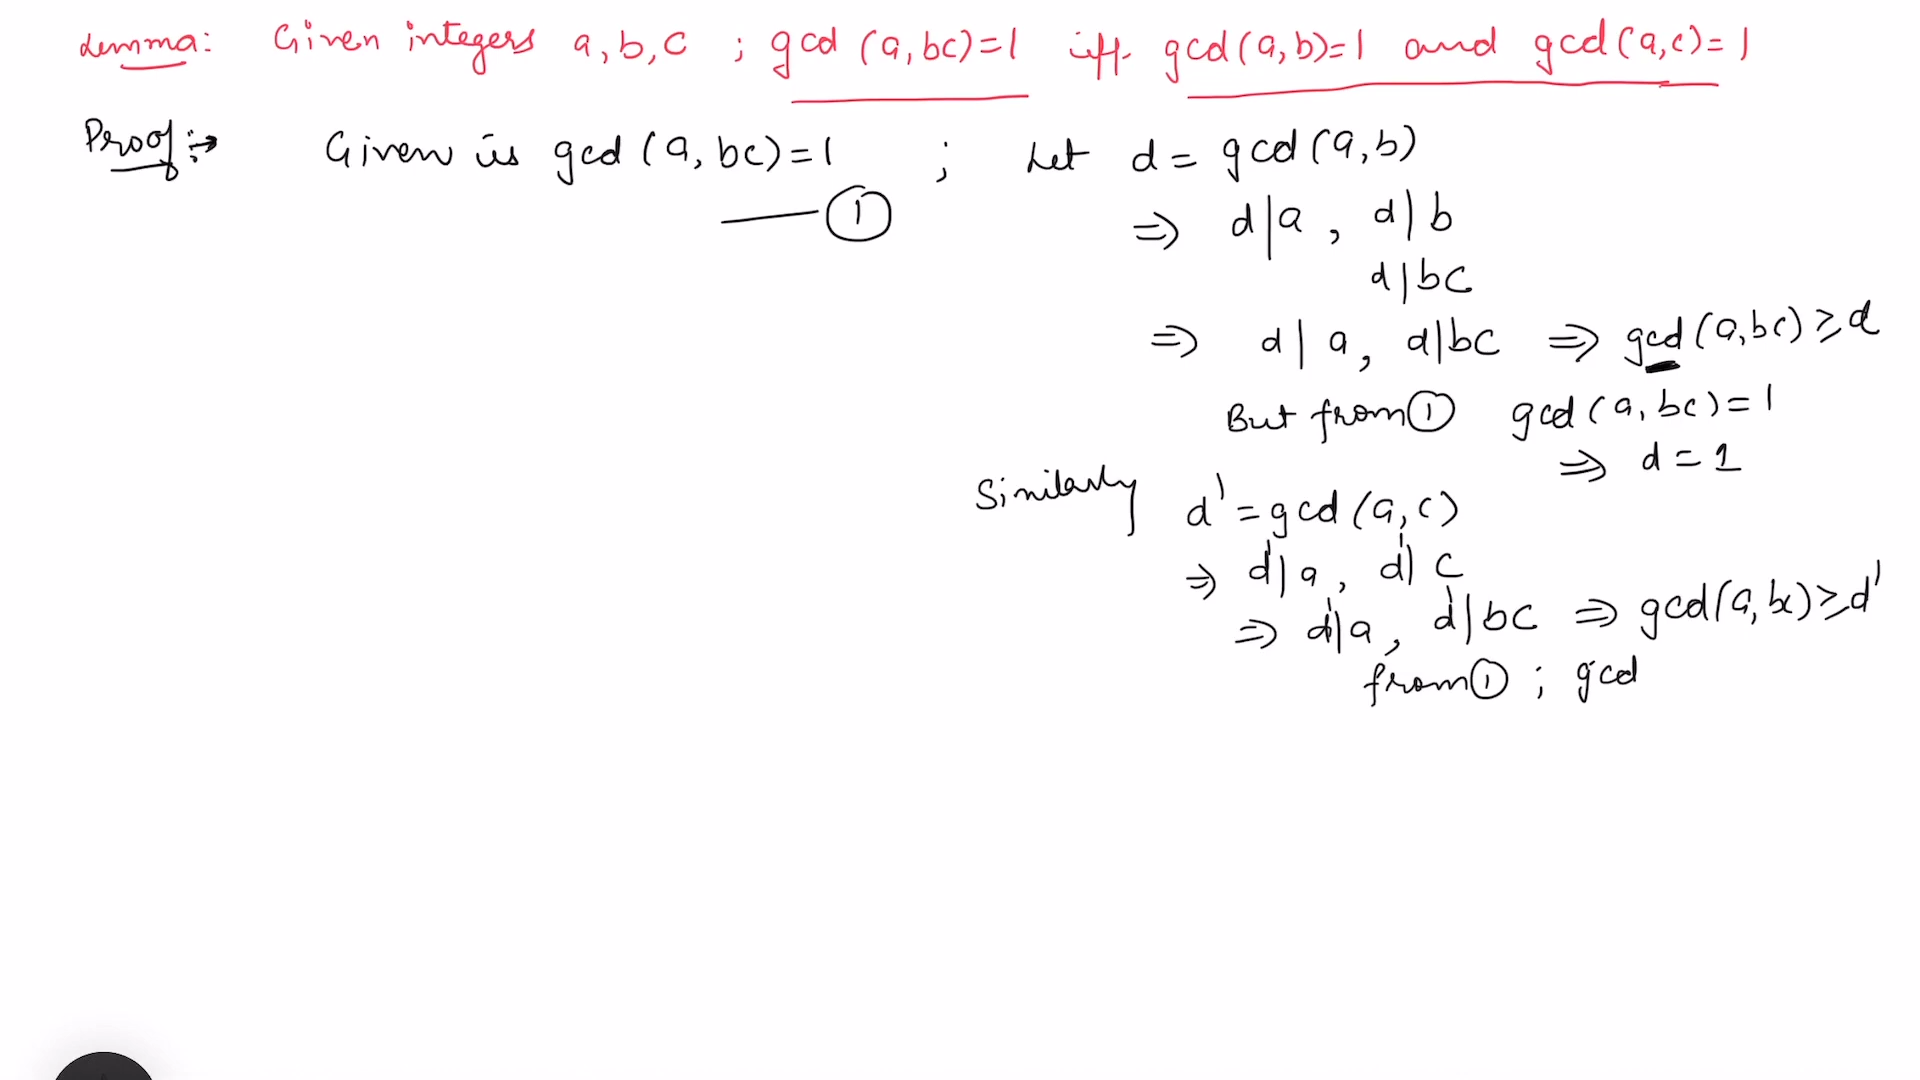 Lemma: Given integers a, b, c ; gcd (a, bc)=1 iff gcd(a,b)=1 and gcd(a,c)=1
Proof:→ Given is gcd (a, bc)=1 ; Let d = gcd (a,b)
—— ① ⇒ d|a , d|b
d|bc
⇒ d|a, d|bc ⇒ gcd (a,bc) ≥ d
But from ① gcd (a, bc)=1
⇒ d = 1
Similarly d' = gcd (a, c)
⇒ d'|a, d'|c
⇒ d'|a, d'|bc ⇒ gcd(a, bc) ≥ d'
from ① ; gcd